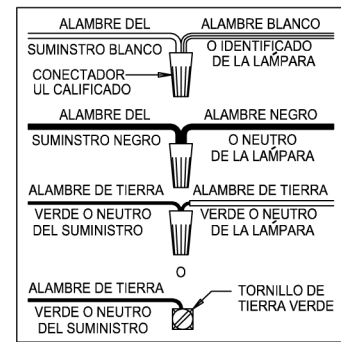 ALAMBRE DEL ALAMBRE BLANCO
SUMINSTRO BLANCO O IDENTIFICADO
DE LA LAMPARA
CONECTADOR
UL CALIFICADO
ALAMBRE DEL ALAMBRE NEGRO
SUMINSTRO NEGRO O NEUTRO
DE LA LAMPARA
ALAMBRE DE TIERRA ALAMBRE DE TIERRA
VERDE O NEUTRO VERDE O NEUTRO
DEL SUMINISTRO DE LA LAMPARA
O
ALAMBRE DE TIERRA TORNILLO DE
TIERRA VERDE
VERDE O NEUTRO
DEL SUMINISTRO